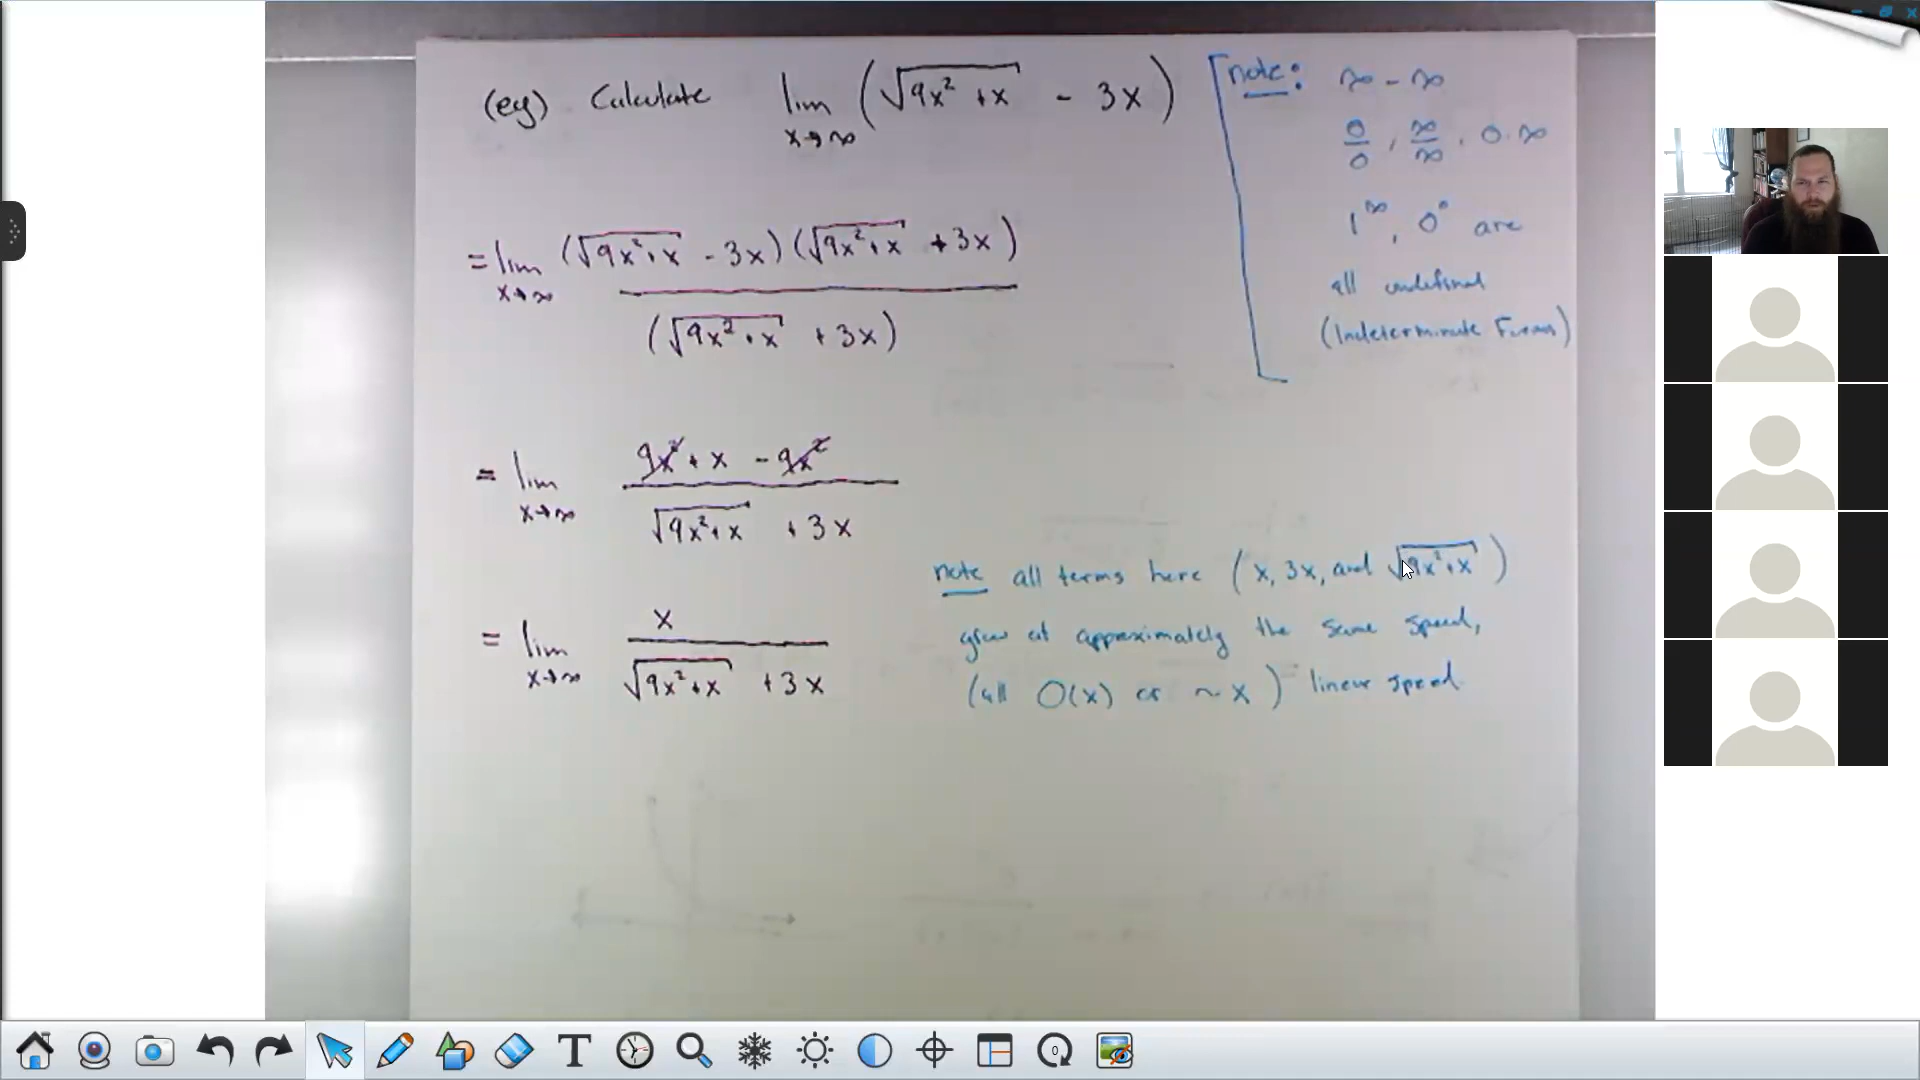 (eg) Calculate lim x→∞ (√(9x² + x) - 3x)
note: ∞ - ∞
0/0, ∞/∞, 0·∞
1^∞, 0⁰ are
all undefined
(Indeterminate Forms)
= lim x→∞ (√(9x² + x) - 3x)(√(9x² + x) + 3x) / (√(9x² + x) + 3x)
= lim x→∞ (9x² + x - 9x²) / (√(9x² + x) + 3x)
note all terms here (x, 3x, and √(9x² + x))
grow at approximately the same speed,
(all O(x) or ~ x) linear speed.
= lim x→∞ x / (√(9x² + x) + 3x)
T
0